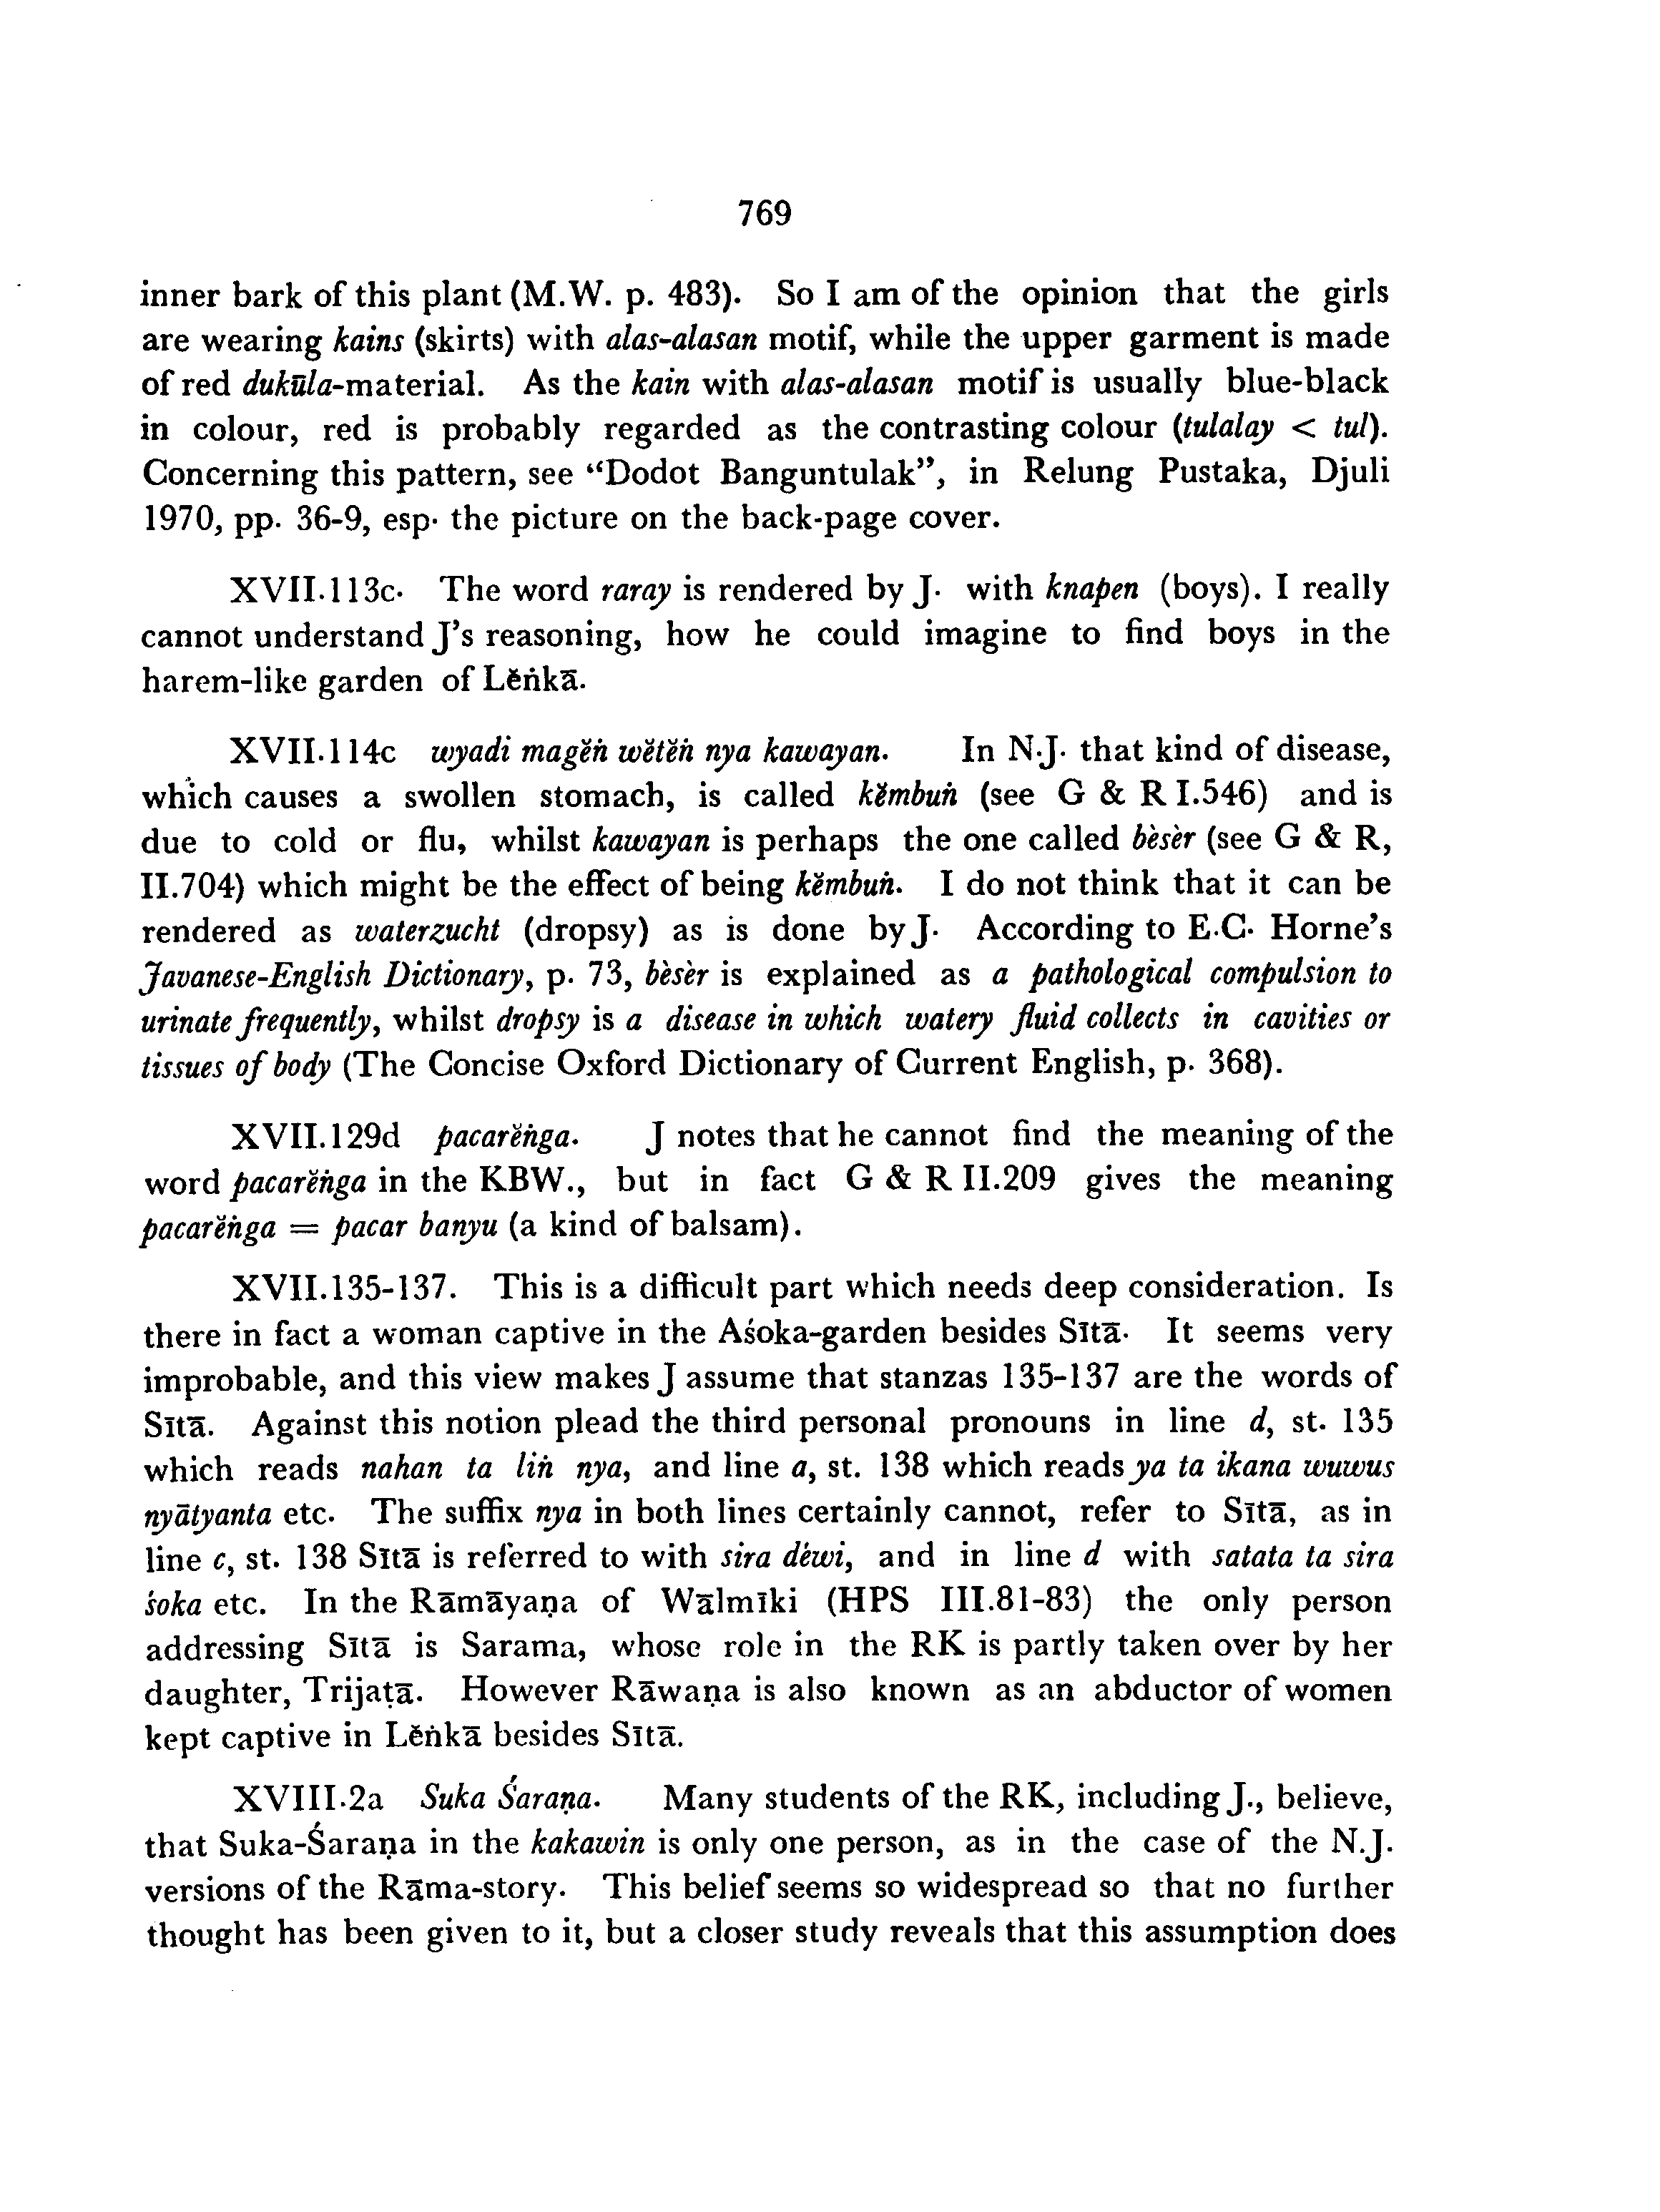 769
inner bark of this plant (M.W. p. 483). So I am of the opinion that the girls
are wearing kains (skirts) with alas-alasan motif, while the upper garment is made
of red dukūla-material. As the kain with alas-alasan motif is usually blue-black
in colour, red is probably regarded as the contrasting colour (tulalay < tul).
Concerning this pattern, see “Dodot Banguntulak”, in Relung Pustaka, Djuli
1970, pp. 36-9, esp. the picture on the back-page cover.
XVII.113c. The word raray is rendered by J. with knapen (boys). I really
cannot understand J’s reasoning, how he could imagine to find boys in the
harem-like garden of Lĕṅkā.
XVII.114c wyadi magĕṅ wĕtĕṅ nya kawayan. In N.J. that kind of disease,
which causes a swollen stomach, is called kĕmbuṅ (see G & R I.546) and is
due to cold or flu, whilst kawayan is perhaps the one called bèsèr (see G & R,
II.704) which might be the effect of being kĕmbuṅ. I do not think that it can be
rendered as waterzucht (dropsy) as is done by J. According to E.C. Horne’s
Javanese-English Dictionary, p. 73, bèsèr is explained as a pathological compulsion to
urinate frequently, whilst dropsy is a disease in which watery fluid collects in cavities or
tissues of body (The Concise Oxford Dictionary of Current English, p. 368).
XVII.129d pacarĕṅga. J notes that he cannot find the meaning of the
word pacarĕṅga in the KBW., but in fact G & R II.209 gives the meaning
pacarĕṅga = pacar banyu (a kind of balsam).
XVII.135-137. This is a difficult part which needs deep consideration. Is
there in fact a woman captive in the Aśoka-garden besides Sītā. It seems very
improbable, and this view makes J assume that stanzas 135-137 are the words of
Sītā. Against this notion plead the third personal pronouns in line d, st. 135
which reads nahan ta liṅ nya, and line a, st. 138 which reads ya ta ikana wuwus
nyātyanta etc. The suffix nya in both lines certainly cannot, refer to Sītā, as in
line c, st. 138 Sītā is referred to with sira déwi, and in line d with satata ta sira
śoka etc. In the Rāmāyaṇa of Wālmīki (HPS III.81-83) the only person
addressing Sītā is Sarama, whose role in the RK is partly taken over by her
daughter, Trijaṭā. However Rāwaṇa is also known as an abductor of women
kept captive in Lĕṅkā besides Sītā.
XVIII.2a Suka Śaraṇa. Many students of the RK, including J., believe,
that Suka-Śaraṇa in the kakawin is only one person, as in the case of the N.J.
versions of the Rāma-story. This belief seems so widespread so that no further
thought has been given to it, but a closer study reveals that this assumption does